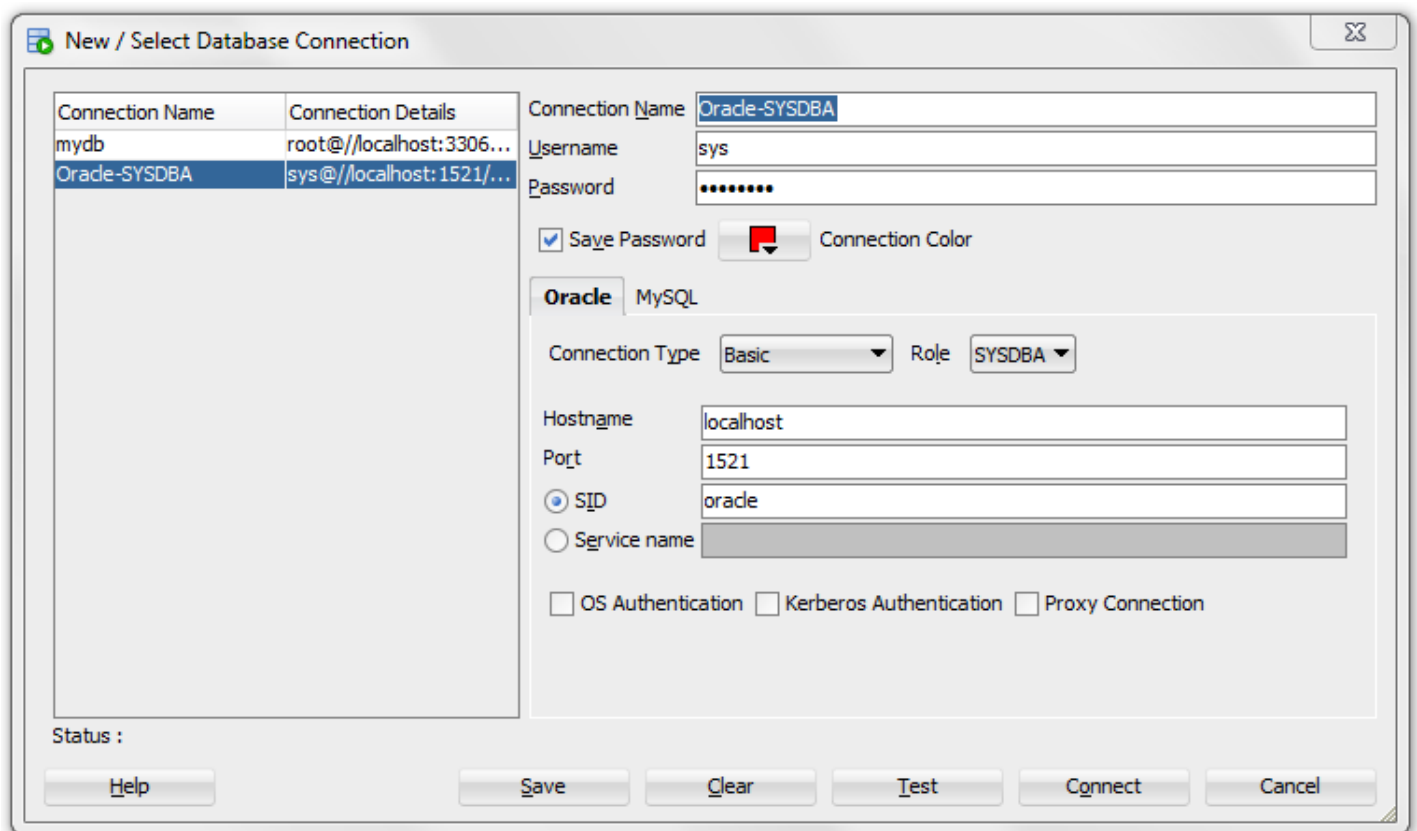 New / Select Database Connection
Connection Name Connection Details
mydb root@//localhost:3306...
Oracle-SYSDBA sys@//localhost:1521/...
Connection Name Oracle-SYSDBA
Username sys
Password ••••••••
Save Password Connection Color
Oracle MySQL
Connection Type Basic Role SYSDBA
Hostname localhost
Port 1521
SID oracle
Service name
OS Authentication Kerberos Authentication Proxy Connection
Status :
Help Save Clear Test Connect Cancel